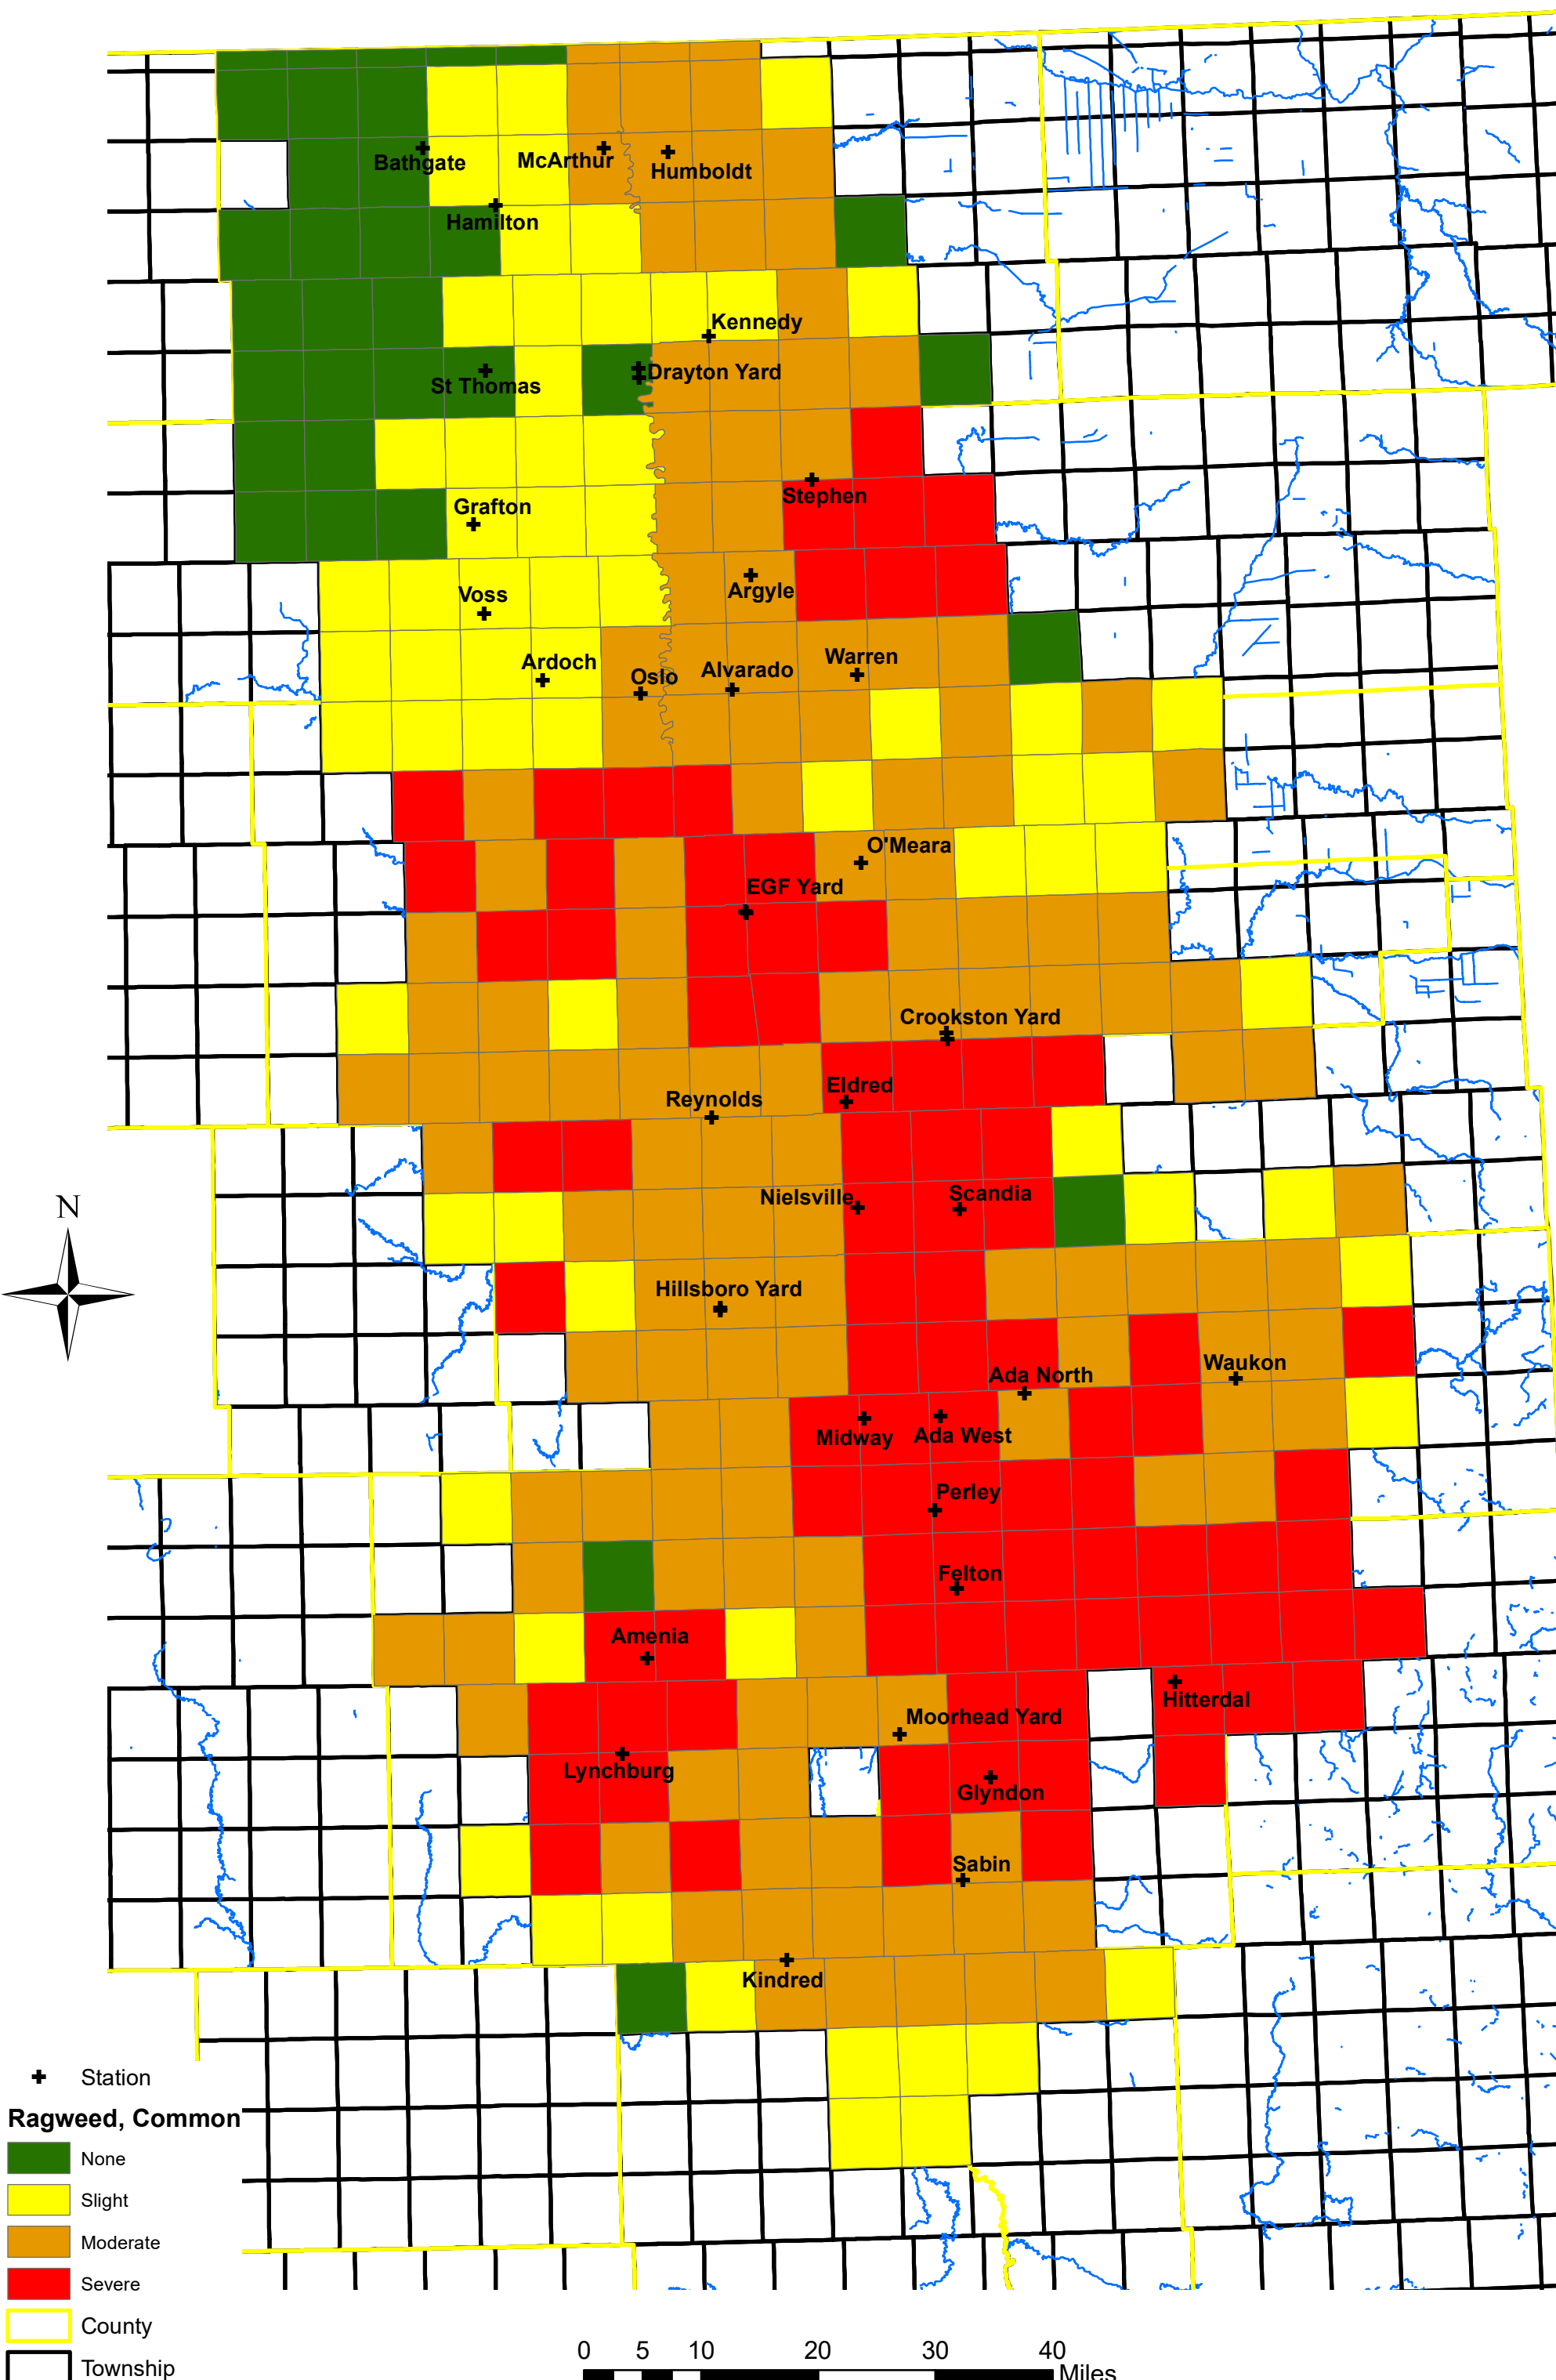 Bathgate
McArthur
Humboldt
Hamilton
Kennedy
Drayton Yard
St Thomas
Stephen
Grafton
Argyle
Voss
Ardoch
Oslo
Alvarado
Warren
O'Meara
EGF Yard
Crookston Yard
Eldred
Reynolds
Nielsville
Scandia
N
Hillsboro Yard
Waukon
Ada North
Midway
Ada West
Perley
Felton
Amenia
Hitterdal
Moorhead Yard
Lynchburg
Glyndon
Sabin
Kindred
Station
Ragweed, Common
None
Slight
Moderate
Severe
County
Township
0 5 10 20 30 40
Miles